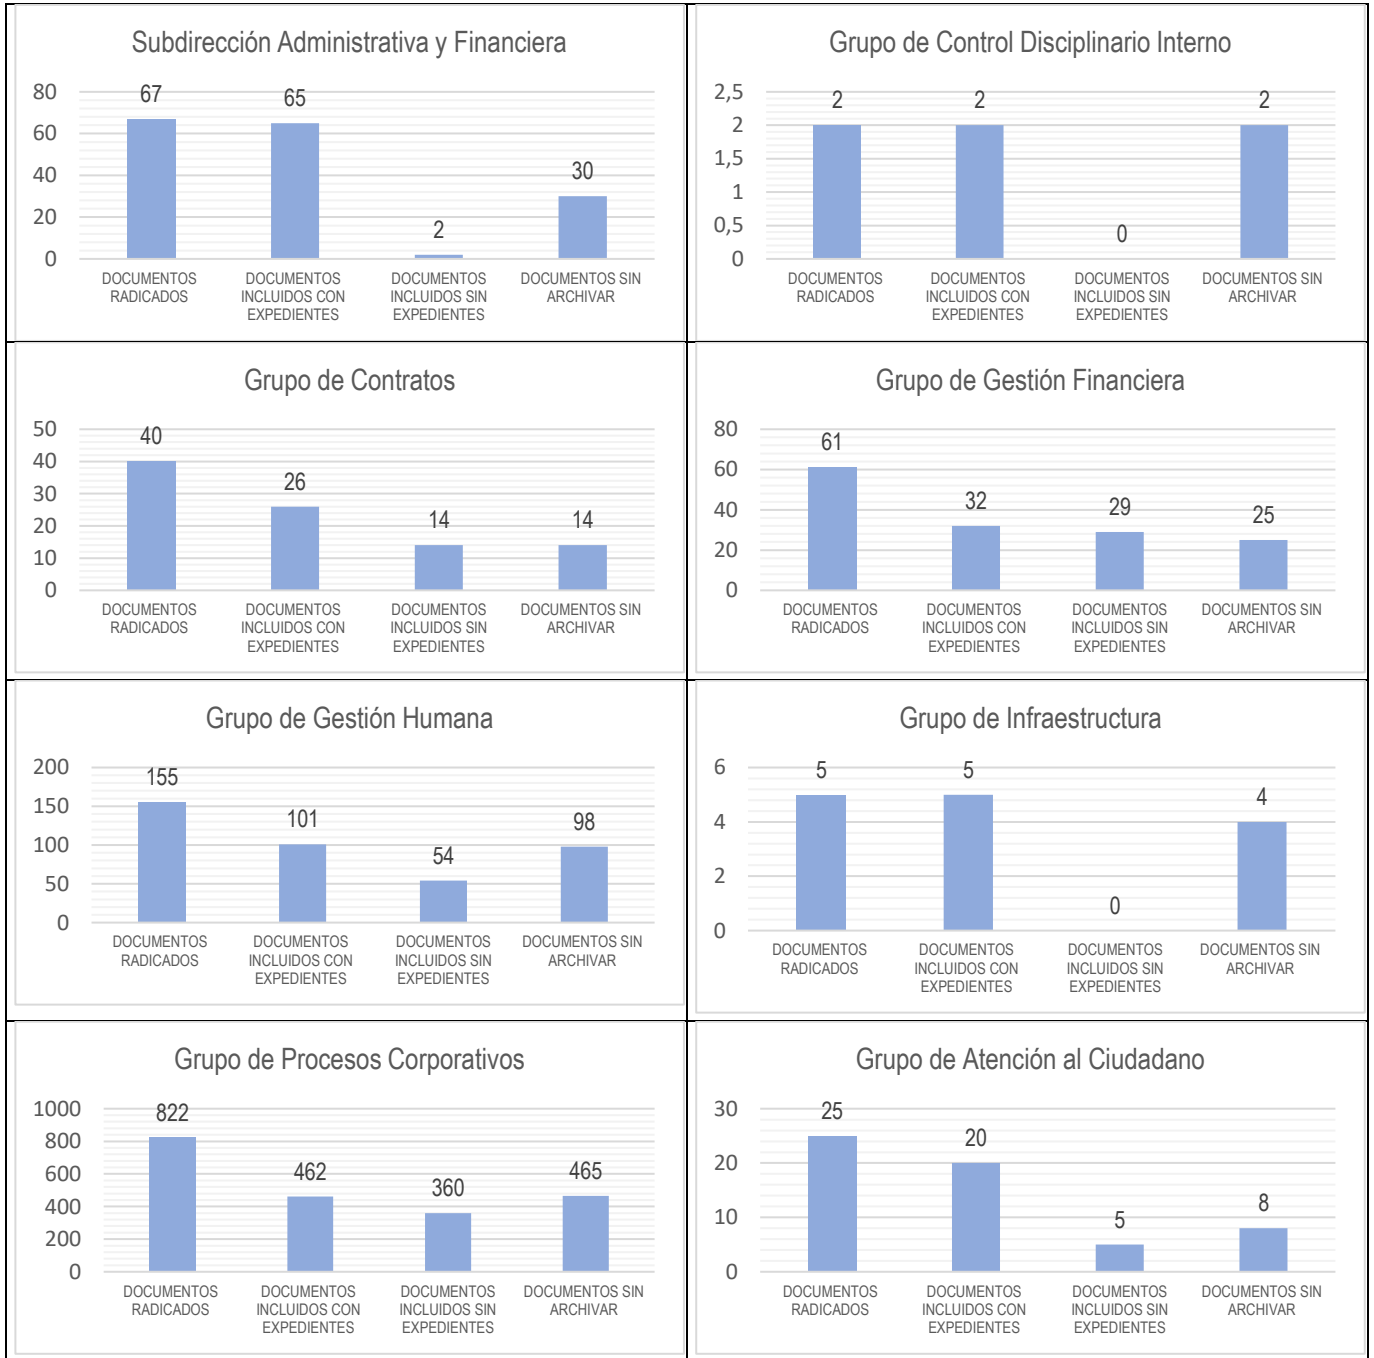 Subdirección Administrativa y Financiera
80
60
40
20
0
67
65
2
30
DOCUMENTOS
RADICADOS
DOCUMENTOS
INCLUIDOS CON
EXPEDIENTES
DOCUMENTOS
INCLUIDOS SIN
EXPEDIENTES
DOCUMENTOS SIN
ARCHIVAR
Grupo de Control Disciplinario Interno
2,5
2
1,5
1
0,5
0
2
2
0
2
DOCUMENTOS
RADICADOS
DOCUMENTOS
INCLUIDOS CON
EXPEDIENTES
DOCUMENTOS
INCLUIDOS SIN
EXPEDIENTES
DOCUMENTOS SIN
ARCHIVAR
Grupo de Contratos
50
40
30
20
10
0
40
26
14
14
DOCUMENTOS
RADICADOS
DOCUMENTOS
INCLUIDOS CON
EXPEDIENTES
DOCUMENTOS
INCLUIDOS SIN
EXPEDIENTES
DOCUMENTOS SIN
ARCHIVAR
Grupo de Gestión Financiera
80
60
40
20
0
61
32
29
25
DOCUMENTOS
RADICADOS
DOCUMENTOS
INCLUIDOS CON
EXPEDIENTES
DOCUMENTOS
INCLUIDOS SIN
EXPEDIENTES
DOCUMENTOS SIN
ARCHIVAR
Grupo de Gestión Humana
200
150
100
50
0
155
101
54
98
DOCUMENTOS
RADICADOS
DOCUMENTOS
INCLUIDOS CON
EXPEDIENTES
DOCUMENTOS
INCLUIDOS SIN
EXPEDIENTES
DOCUMENTOS SIN
ARCHIVAR
Grupo de Infraestructura
6
4
2
0
5
5
0
4
DOCUMENTOS
RADICADOS
DOCUMENTOS
INCLUIDOS CON
EXPEDIENTES
DOCUMENTOS
INCLUIDOS SIN
EXPEDIENTES
DOCUMENTOS SIN
ARCHIVAR
Grupo de Procesos Corporativos
1000
800
600
400
200
0
822
462
360
465
DOCUMENTOS
RADICADOS
DOCUMENTOS
INCLUIDOS CON
EXPEDIENTES
DOCUMENTOS
INCLUIDOS SIN
EXPEDIENTES
DOCUMENTOS SIN
ARCHIVAR
Grupo de Atención al Ciudadano
30
20
10
0
25
20
5
8
DOCUMENTOS
RADICADOS
DOCUMENTOS
INCLUIDOS CON
EXPEDIENTES
DOCUMENTOS
INCLUIDOS SIN
EXPEDIENTES
DOCUMENTOS SIN
ARCHIVAR